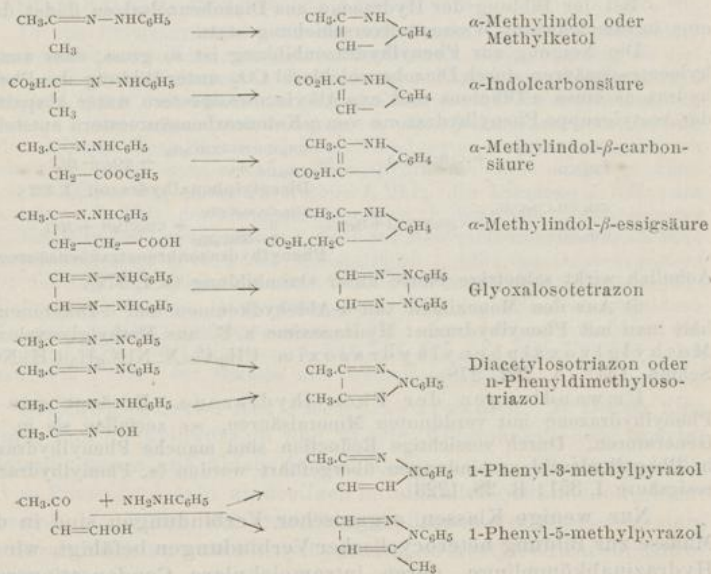 CH₃.C=N—NHC₆H₅ CH₃.C—NH α-Methylindol oder
| → || >C₆H₄ Methylketol
CH₃ CH—
CO₂H.C=N—NHC₆H₅ CO₂H.C—NH α-Indolcarbonsäure
| → || >C₆H₄
CH₃ CH—
CH₃.C=N.NHC₆H₅ CH₃.C—NH α-Methylindol-β-carbon-
| → || >C₆H₄ säure
CH₂—COOC₂H₅ CO₂H.C—
CH₃.C=N.NHC₆H₅ CH₃.C—NH α-Methylindol-β-essigsäure
| → || >C₆H₄
CH₂—CH₂—COOH CO₂H.CH₂C—
CH=N—NHC₆H₅ CH=N—NC₆H₅ Glyoxalosotetrazon
CH=N—NHC₆H₅ CH=N—NC₆H₅
CH₃.C=N—NC₆H₅
CH₃.C=N—NC₆H₅ → CH₃.C=N Diacetylosotriazon oder
>NC₆H₅ n-Phenyldimethyloso-
CH₃.C=N—NHC₆H₅ → CH₃.C=N triazol
CH₃.C=N—OH
CH₃.C=N 1-Phenyl-3-methylpyrazol
>NC₆H₅
CH=CH
CH₃.CO + NH₂NHC₆H₅ →
CH=CHOH CH=N 1-Phenyl-5-methylpyrazol
>NC₆H₅
CH=C
CH₃